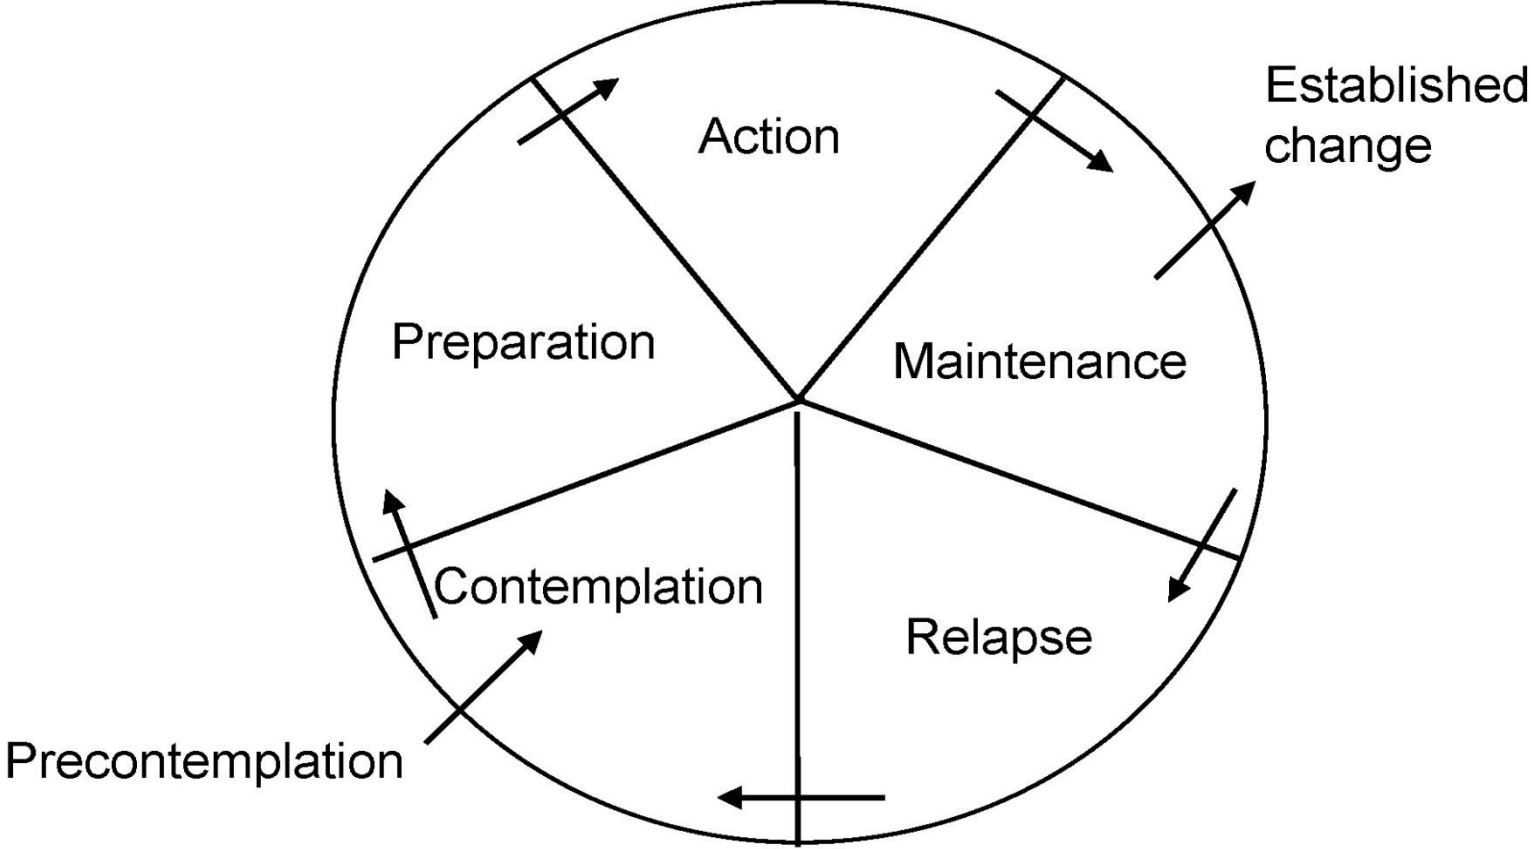 Action
Established
change
Preparation
Maintenance
Contemplation
Relapse
Precontemplation